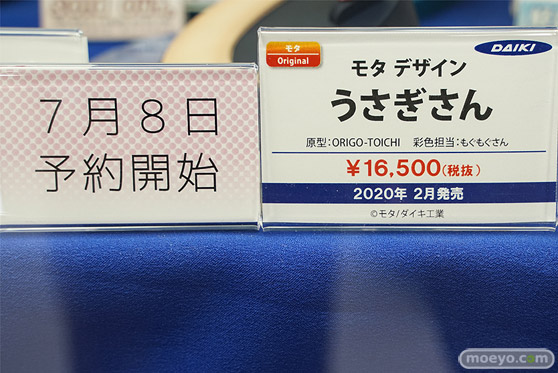 7月8日
予約開始
モタ
Original
DAIKI
モタ デザイン
うさぎさん
原型:ORIGO-TOICHI 彩色担当:もぐもぐさん
¥16,500(税抜)
2020年 2月発売
©モタ/ダイキ工業
moeyo.com